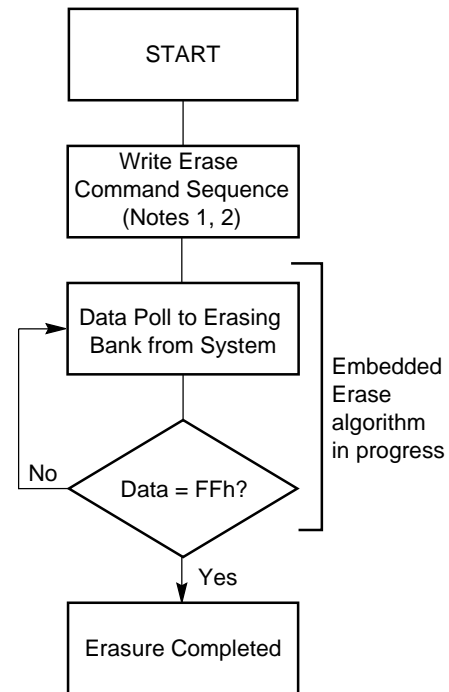 START
Write Erase
Command Sequence
(Notes 1, 2)
Data Poll to Erasing
Bank from System
Embedded
Erase
algorithm
in progress
No
Data = FFh?
Yes
Erasure Completed